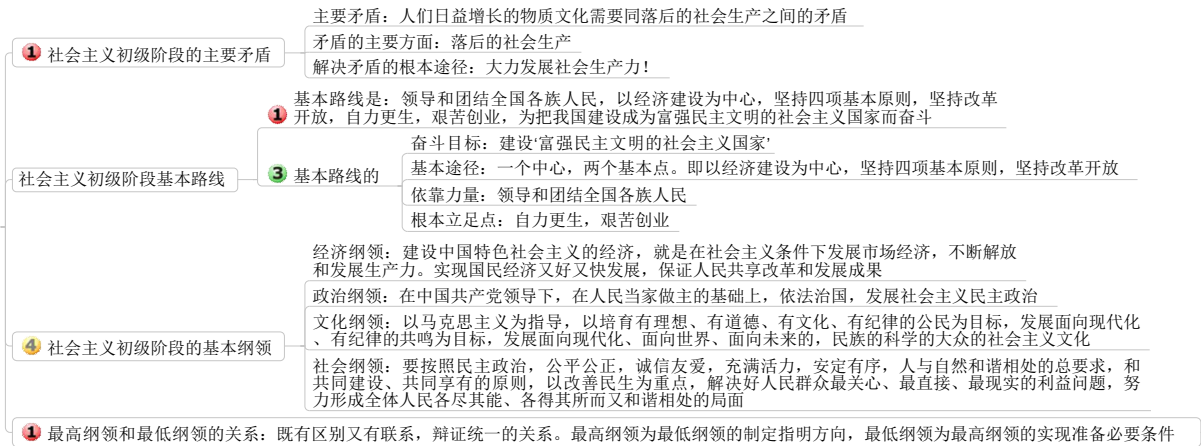 主要矛盾：人们日益增长的物质文化需要同落后的社会生产之间的矛盾
1 社会主义初级阶段的主要矛盾
矛盾的主要方面：落后的社会生产
解决矛盾的根本途径：大力发展社会生产力！
1 基本路线是：领导和团结全国各族人民，以经济建设为中心，坚持四项基本原则，坚持改革
开放，自力更生，艰苦创业，为把我国建设成为富强民主文明的社会主义国家而奋斗
社会主义初级阶段基本路线
3 基本路线的
奋斗目标：建设‘富强民主文明的社会主义国家’
基本途径：一个中心，两个基本点。即以经济建设为中心，坚持四项基本原则，坚持改革开放
依靠力量：领导和团结全国各族人民
根本立足点：自力更生，艰苦创业
经济纲领：建设中国特色社会主义的经济，就是在社会主义条件下发展市场经济，不断解放
和发展生产力。实现国民经济又好又快发展，保证人民共享改革和发展成果
政治纲领：在中国共产党领导下，在人民当家做主的基础上，依法治国，发展社会主义民主政治
4 社会主义初级阶段的基本纲领
文化纲领：以马克思主义为指导，以培育有理想、有道德、有文化、有纪律的公民为目标，发展面向现代化
、有纪律的共鸣为目标，发展面向现代化、面向世界、面向未来的，民族的科学的大众的社会主义文化
社会纲领：要按照民主政治，公平公正，诚信友爱，充满活力，安定有序，人与自然和谐相处的总要求，和
共同建设、共同享有的原则，以改善民生为重点，解决好人民群众最关心、最直接、最现实的利益问题，努
力形成全体人民各尽其能、各得其所而又和谐相处的局面
1 最高纲领和最低纲领的关系：既有区别又有联系，辩证统一的关系。最高纲领为最低纲领的制定指明方向，最低纲领为最高纲领的实现准备必要条件